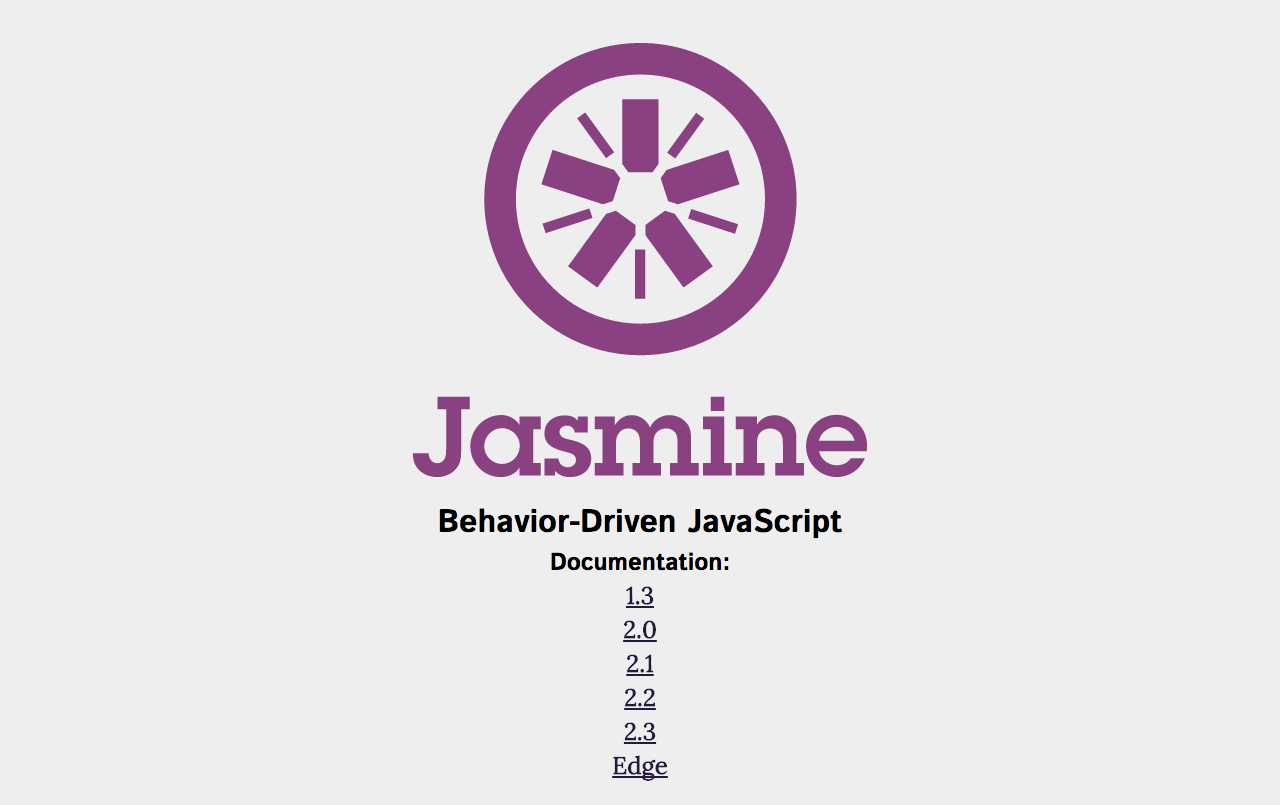 Jasmine
Behavior-Driven JavaScript
Documentation:
1.3
2.0
2.1
2.2
2.3
Edge